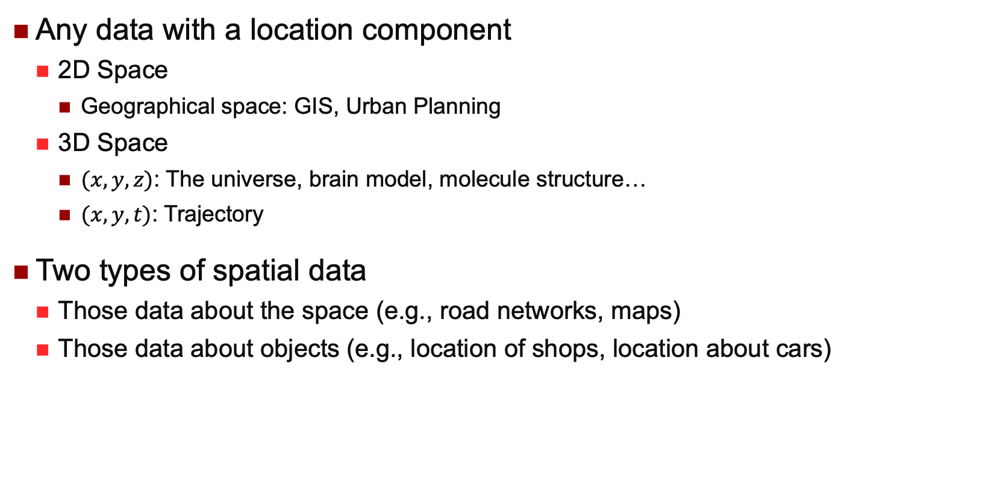 Any data with a location component
2D Space
Geographical space: GIS, Urban Planning
3D Space
(x, y, z): The universe, brain model, molecule structure…
(x, y, t): Trajectory
Two types of spatial data
Those data about the space (e.g., road networks, maps)
Those data about objects (e.g., location of shops, location about cars)